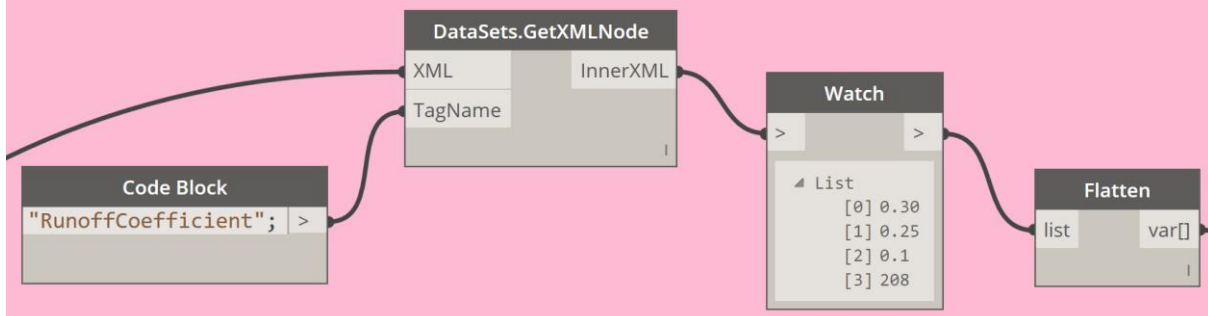 DataSets.GetXMLNode
XML InnerXML
TagName
|
Code Block
"RunoffCoefficient"; >
Watch
> >
List
[0] 0.30
[1] 0.25
[2] 0.1
[3] 208
Flatten
list var[]
|